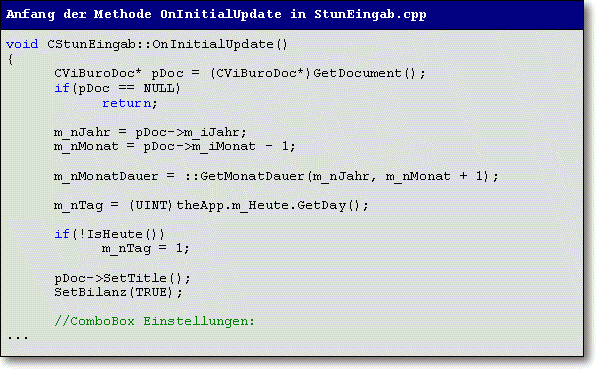 Anfang der Methode OnInitialUpdate in StunEingab.cpp
void CStunEingab::OnInitialUpdate()
{
      CViBuroDoc* pDoc = (CViBuroDoc*)GetDocument();
      if(pDoc == NULL)
            return;
      m_nJahr = pDoc->m_iJahr;
      m_nMonat = pDoc->m_iMonat - 1;
      m_nMonatDauer = ::GetMonatDauer(m_nJahr, m_nMonat + 1);
      m_nTag = (UINT)theApp.m_Heute.GetDay();
      if(!IsHeute())
            m_nTag = 1;
      pDoc->SetTitle();
      SetBilanz(TRUE);
      //ComboBox Einstellungen:
...